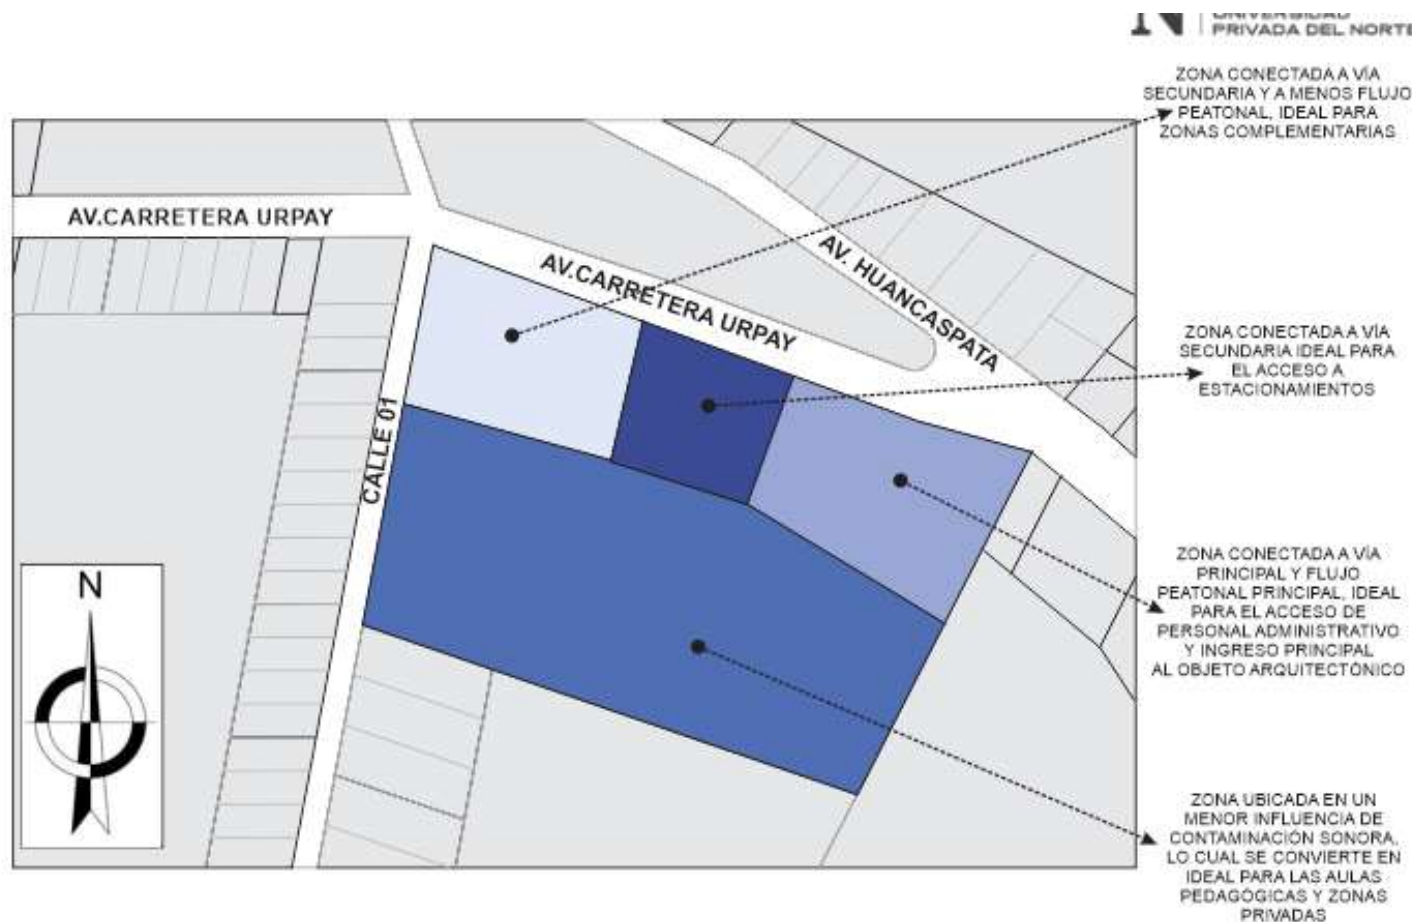 N
UNIVERSIDAD
PRIVADA DEL NORTE
ZONA CONECTADA A VÍA
SECUNDARIA Y A MENOS FLUJO
PEATONAL, IDEAL PARA
ZONAS COMPLEMENTARIAS
AV.CARRETERA URPAY
AV.CARRETERA URPAY
AV. HUANCASPATA
ZONA CONECTADA A VÍA
SECUNDARIA IDEAL PARA
EL ACCESO A
ESTACIONAMIENTOS
CALLE 01
ZONA CONECTADA A VÍA
PRINCIPAL Y FLUJO
PEATONAL PRINCIPAL, IDEAL
PARA EL ACCESO DE
PERSONAL ADMINISTRATIVO
Y INGRESO PRINCIPAL
AL OBJETO ARQUITECTÓNICO
N
ZONA UBICADA EN UN
MENOR INFLUENCIA DE
CONTAMINACIÓN SONORA,
LO CUAL SE CONVIERTE EN
IDEAL PARA LAS AULAS
PEDAGÓGICAS Y ZONAS
PRIVADAS